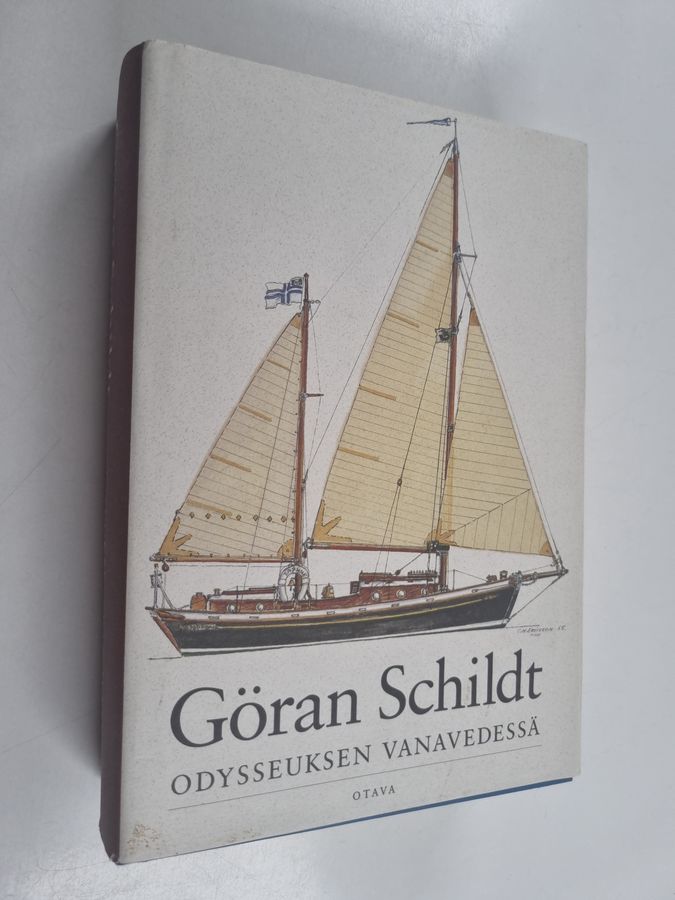 Göran Schildt
ODYSSEUKSEN VANAVEDESSÄ
OTAVA